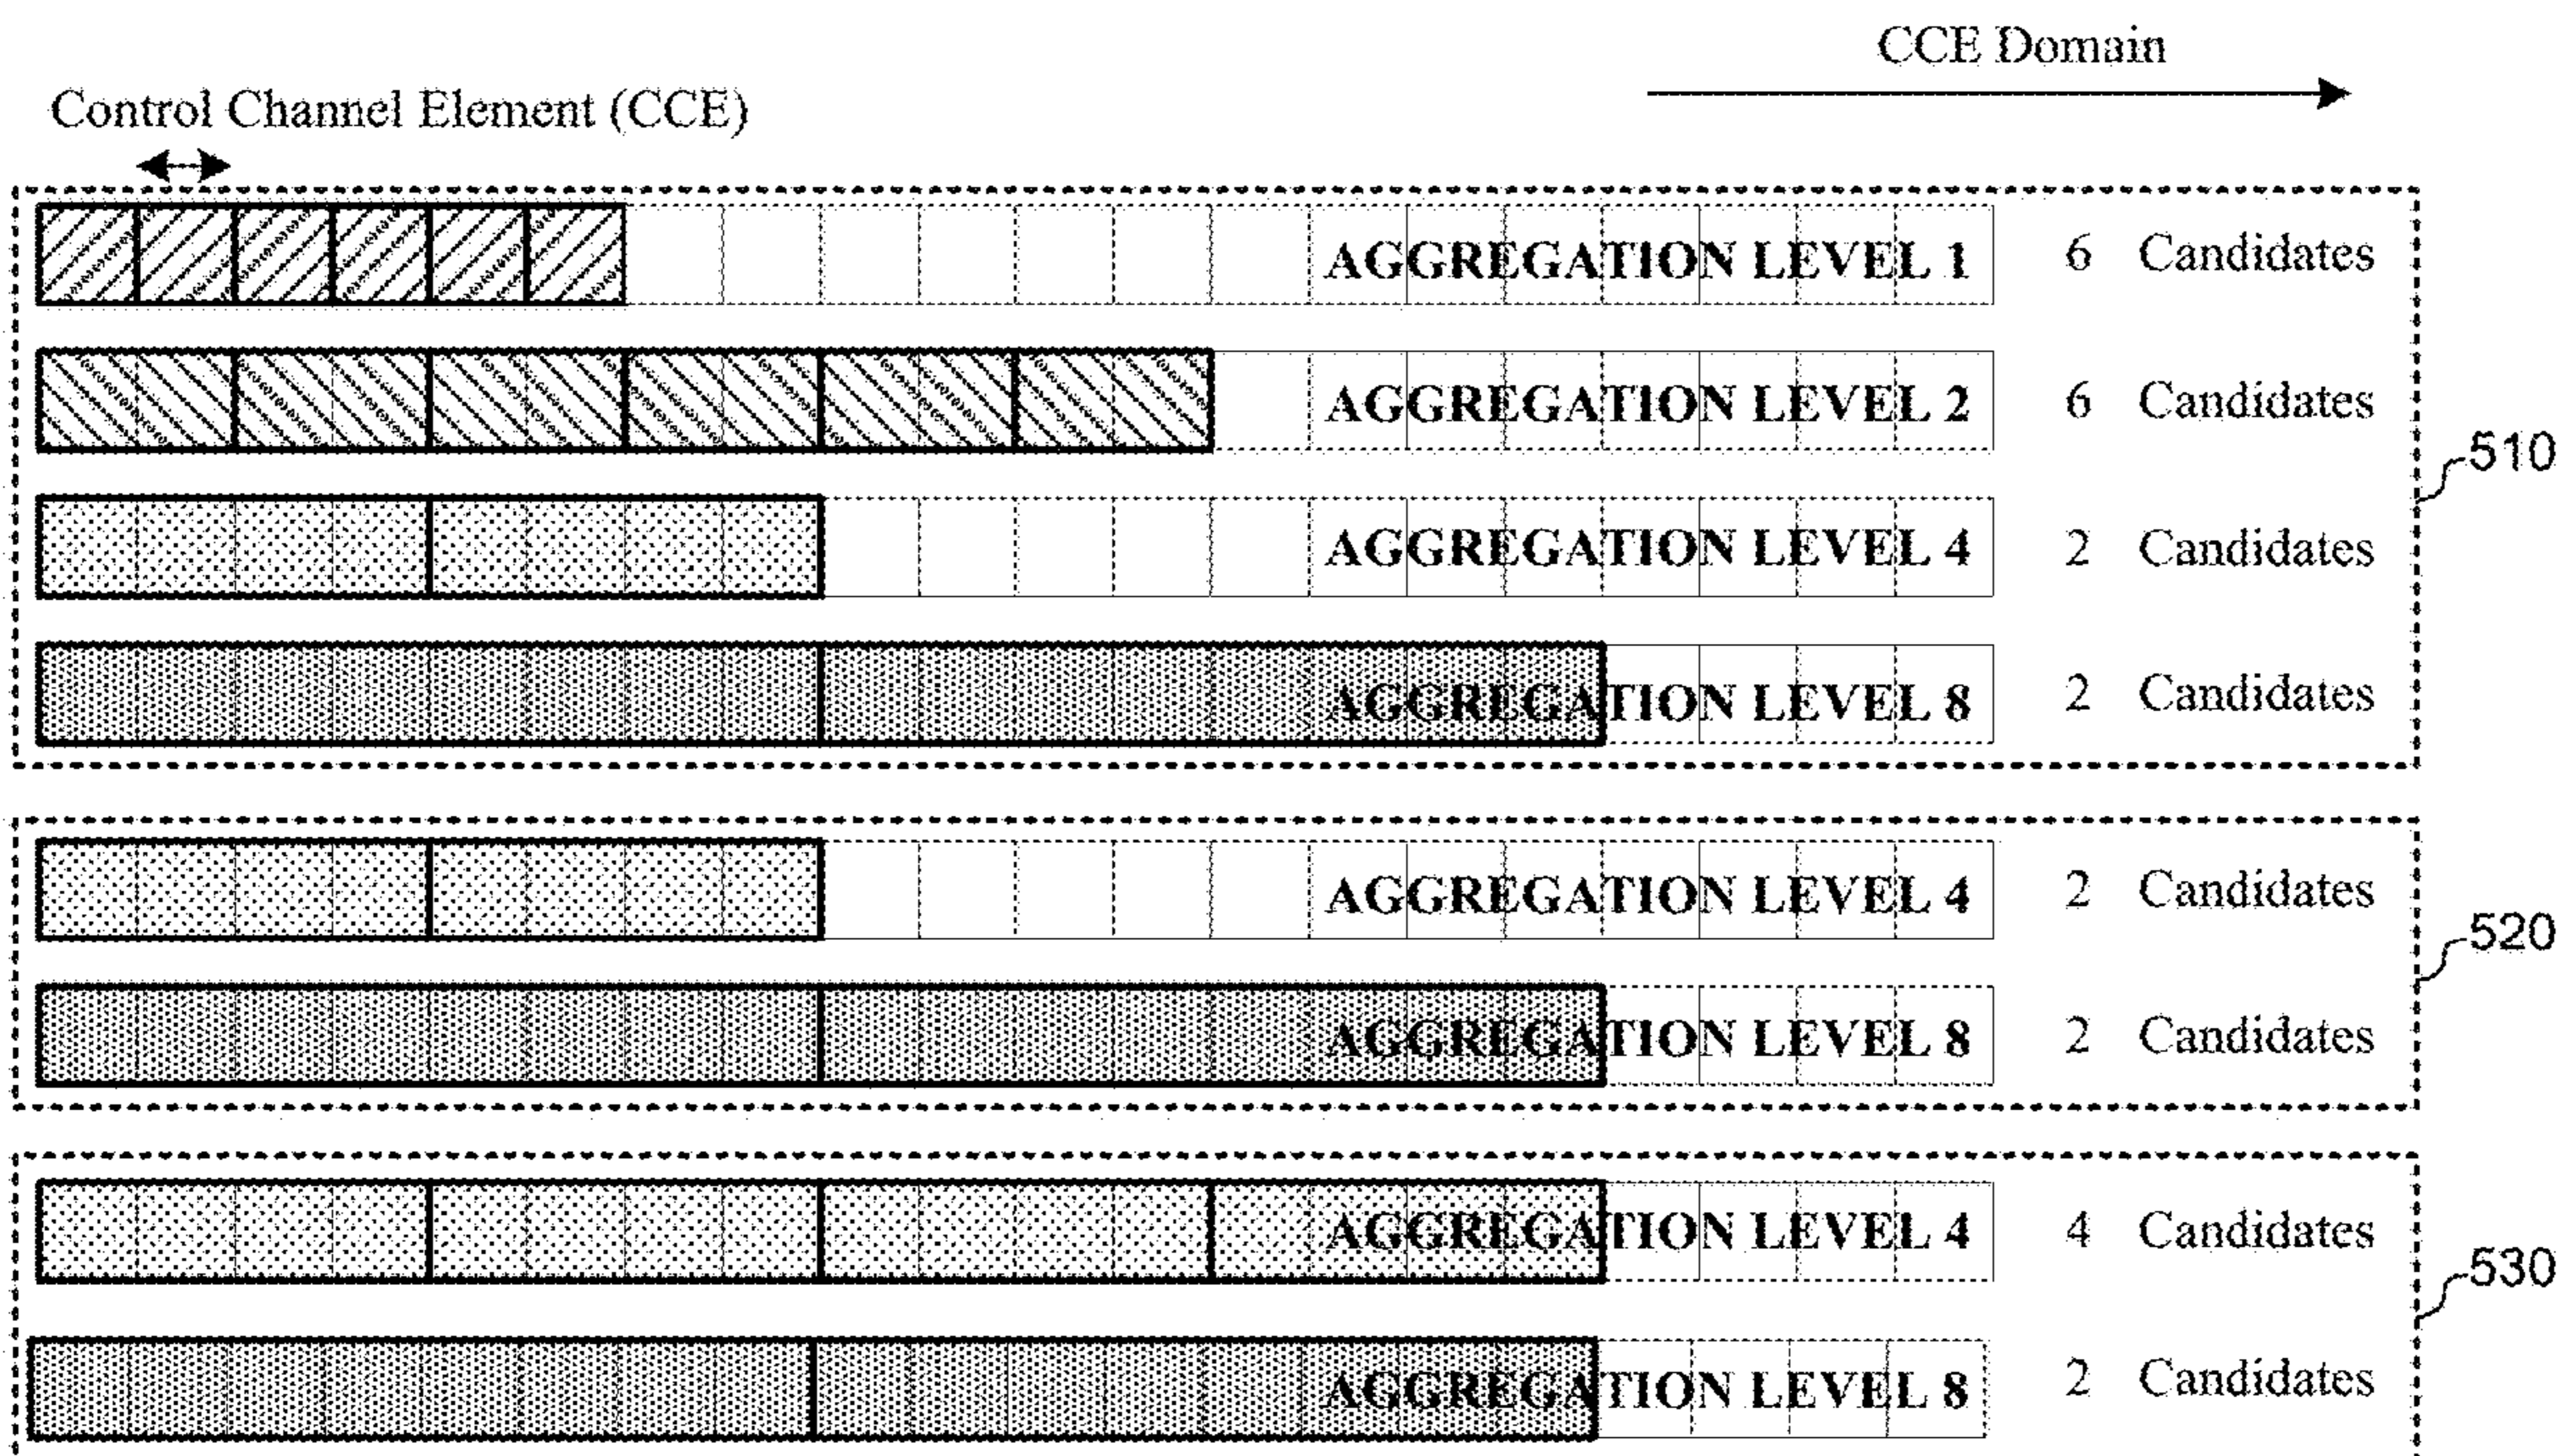 CCE Domain
Control Channel Element (CCE)
AGGREGATION LEVEL 1 6 Candidates
AGGREGATION LEVEL 2 6 Candidates
510
AGGREGATION LEVEL 4 2 Candidates
AGGREGATION LEVEL 8 2 Candidates
AGGREGATION LEVEL 4 2 Candidates
520
AGGREGATION LEVEL 8 2 Candidates
AGGREGATION LEVEL 4 4 Candidates
530
AGGREGATION LEVEL 8 2 Candidates